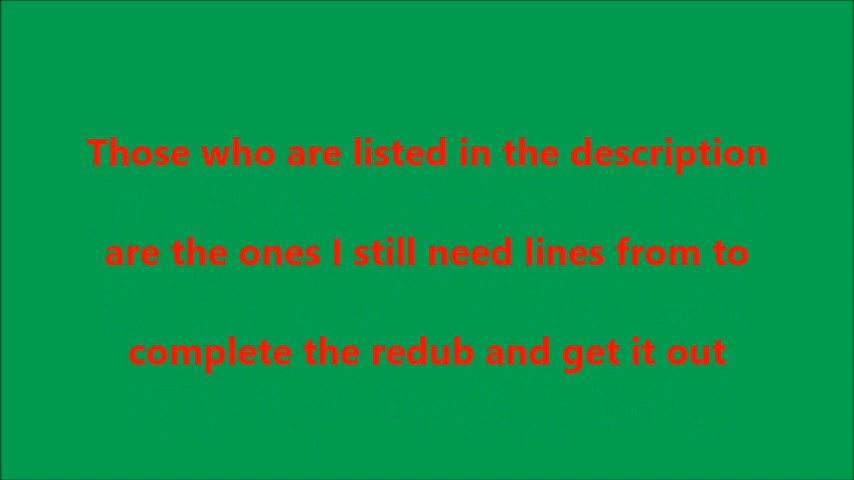 Those who are listed in the description
are the ones I still need lines from to
complete the redub and get it out